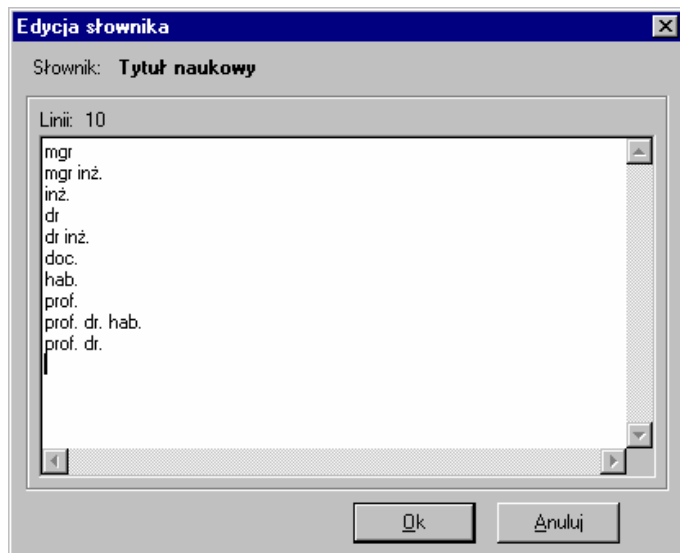 Edycja słownika
Słownik: Tytuł naukowy
Linii: 10
mgr
mgr inż.
inż.
dr
dr inż.
doc.
hab.
prof.
prof. dr. hab.
prof. dr.
Ok Anuluj